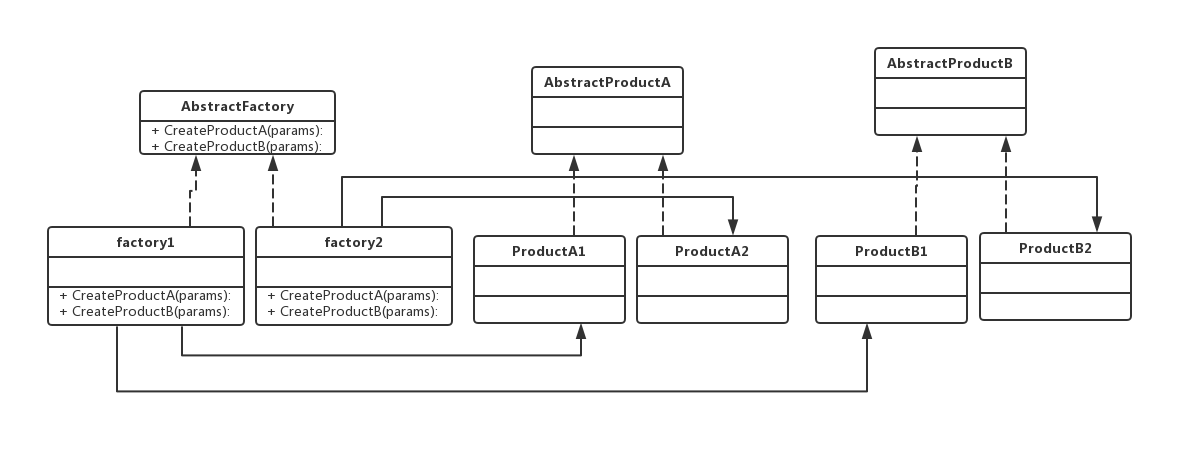 AbstractFactory
+ CreateProductA(params):
+ CreateProductB(params):
AbstractProductA
AbstractProductB
factory1
+ CreateProductA(params):
+ CreateProductB(params):
factory2
+ CreateProductA(params):
+ CreateProductB(params):
ProductA1
ProductA2
ProductB1
ProductB2